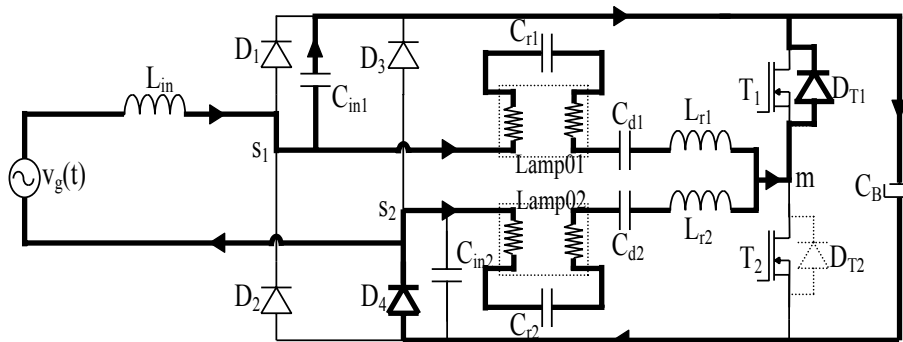 C_r1
D_1
D_3
L_in
C_in1
T_1
D_T1
C_d1
L_r1
s_1
Lamp01
v_g(t)
m
C_B
Lamp02
s_2
C_d2
L_r2
C_in2
T_2
D_T2
D_2
D_4
C_r2